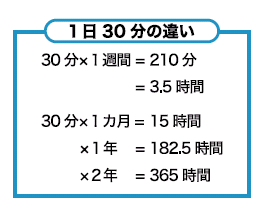 1日30分の違い
30分×1週間＝210分
＝3.5時間
30分×1カ月＝15時間
×1年 ＝182.5時間
×2年 ＝365時間